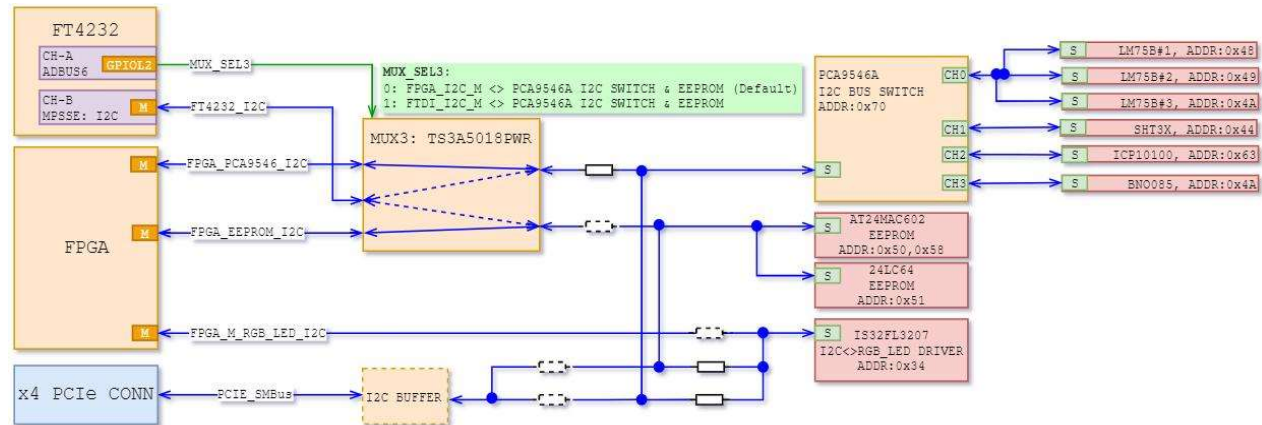 FT4232
CH-A
ADBUS6
GPIOL2
MUX_SEL3
CH-B
MPSSE: I2C
M
FT4232_I2C
MUX_SEL3:
0: FPGA_I2C_M <> PCA9546A I2C SWITCH & EEPROM (Default)
1: FTDI_I2C <> PCA9546A I2C SWITCH & EEPROM
MUX3: TS3A5018PWR
FPGA
M
FPGA_PCA9546_I2C
M
FPGA_EEPROM_I2C
M
FPGA_M_RGB_LED_I2C
x4 PCIe CONN
PCIE_SMBus
I2C BUFFER
PCA9546A
I2C BUS SWITCH
ADDR:0x70
CH0
CH1
CH2
CH3
S
S
LM75B#1, ADDR:0x48
S
LM75B#2, ADDR:0x49
S
LM75B#3, ADDR:0x4A
S
SHT3X, ADDR:0x44
S
ICP10100, ADDR:0x63
S
BNO085, ADDR:0x4A
S
AT24MAC602
EEPROM
ADDR:0x50,0x58
S
24LC64
EEPROM
ADDR:0x51
S
IS32FL3207
I2C<>RGB_LED DRIVER
ADDR:0x34